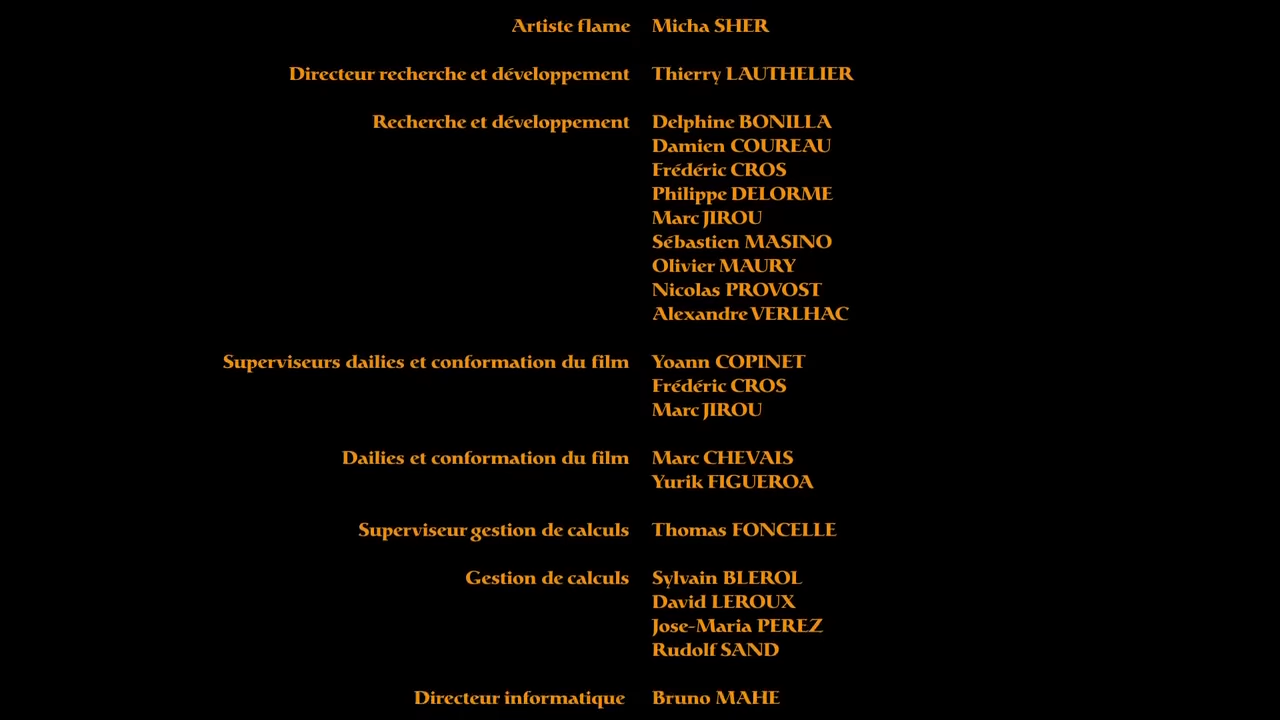 Artiste flame Micha SHER
Directeur recherche et développement Thierry LAUTHELIER
Recherche et développement Delphine BONILLA
Damien COUREAU
Frédéric CROS
Philippe DELORME
Marc JIROU
Sébastien MASINO
Olivier MAURY
Nicolas PROVOST
Alexandre VERLHAC
Superviseurs dailies et conformation du film Yoann COPINET
Frédéric CROS
Marc JIROU
Dailies et conformation du film Marc CHEVAIS
Yurik FIGUEROA
Superviseur gestion de calculs Thomas FONCELLE
Gestion de calculs Sylvain BLEROL
David LEROUX
Jose-Maria PEREZ
Rudolf SAND
Directeur informatique Bruno MAHE